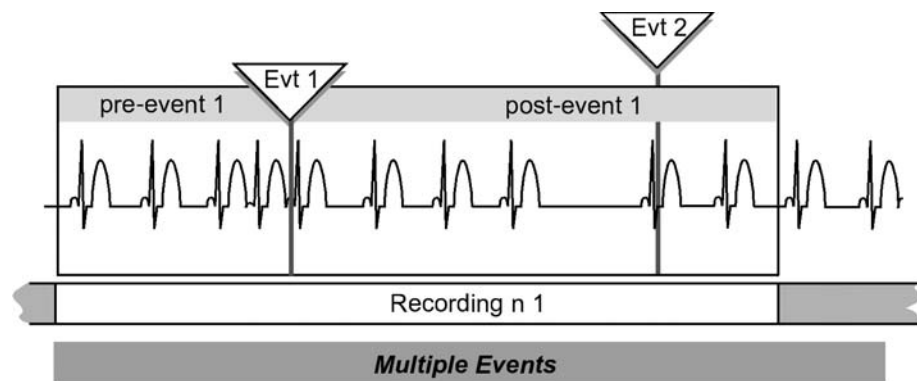 Evt 2
Evt 1
pre-event 1
post-event 1
Recording n 1
Multiple Events